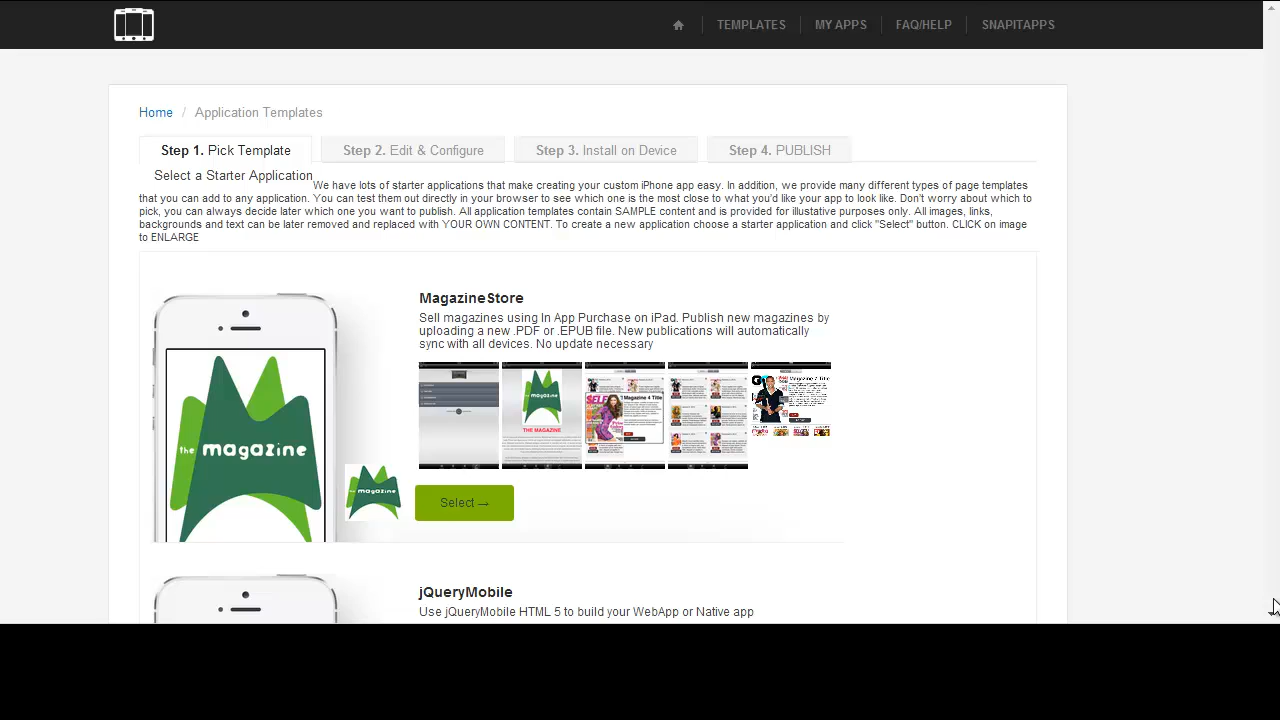 TEMPLATES MY APPS FAQ/HELP SNAPITAPPS
Home / Application Templates
Step 1. Pick Template Step 2. Edit & Configure Step 3. Install on Device Step 4. PUBLISH
Select a Starter Application
We have lots of starter applications that make creating your custom iPhone app easy. In addition, we provide many different types of page templates
that you can add to any application. You can test them out directly in your browser to see which one is the most close to what you'd like your app to look like. Don't worry about which to
pick, you can always decide later which one you want to publish. All application templates contain SAMPLE content and is provided for illustative purposes only. All images, links,
backgrounds and text can be later removed and replaced with YOUR OWN CONTENT. To create a new application choose a starter application and click "Select" button. CLICK on image
to ENLARGE
MagazineStore
Sell magazines using In App Purchase on iPad. Publish new magazines by
uploading a new .PDF or .EPUB file. New publications will automatically
sync with all devices. No update necessary
the magazine
THE MAGAZINE
SELF
Magazine 4 Title
Magazine 2 Title
the magazine
Select →
jQueryMobile
Use jQueryMobile HTML 5 to build your WebApp or Native app